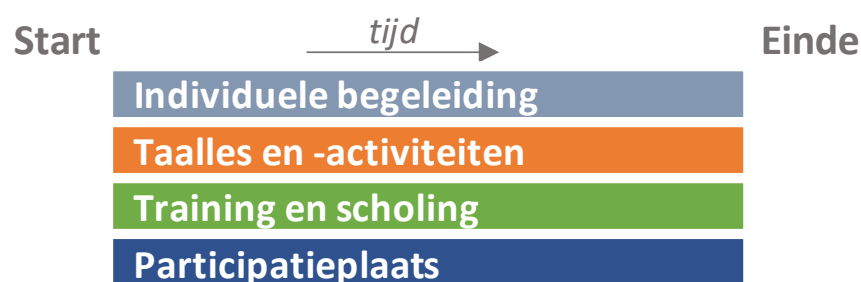 Start tijd Einde
Individuele begeleiding
Taalles en -activiteiten
Training en scholing
Participatieplaats